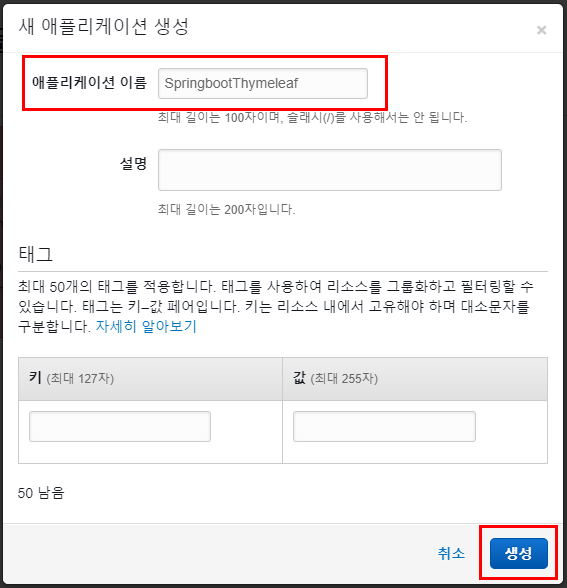 새 애플리케이션 생성
×
애플리케이션 이름 SpringbootThymeleaf
최대 길이는 100자이며, 슬래시(/)를 사용해서는 안 됩니다.
설명
최대 길이는 200자입니다.
태그
최대 50개의 태그를 적용합니다. 태그를 사용하여 리소스를 그룹화하고 필터링할 수
있습니다. 태그는 키–값 페어입니다. 키는 리소스 내에서 고유해야 하며 대소문자를
구분합니다. 자세히 알아보기
키 (최대 127자) 값 (최대 255자)
50 남음
취소 생성